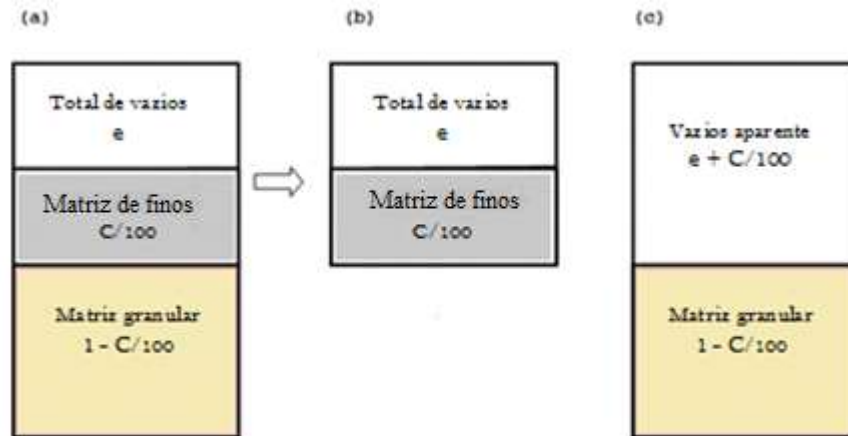 (a)
Total de varios
e
Matriz de finos
C/100
Matriz granular
1 - C/100
(b)
Total de varios
e
Matriz de finos
C/100
(c)
Varios aparente
e + C/100
Matriz granular
1 - C/100